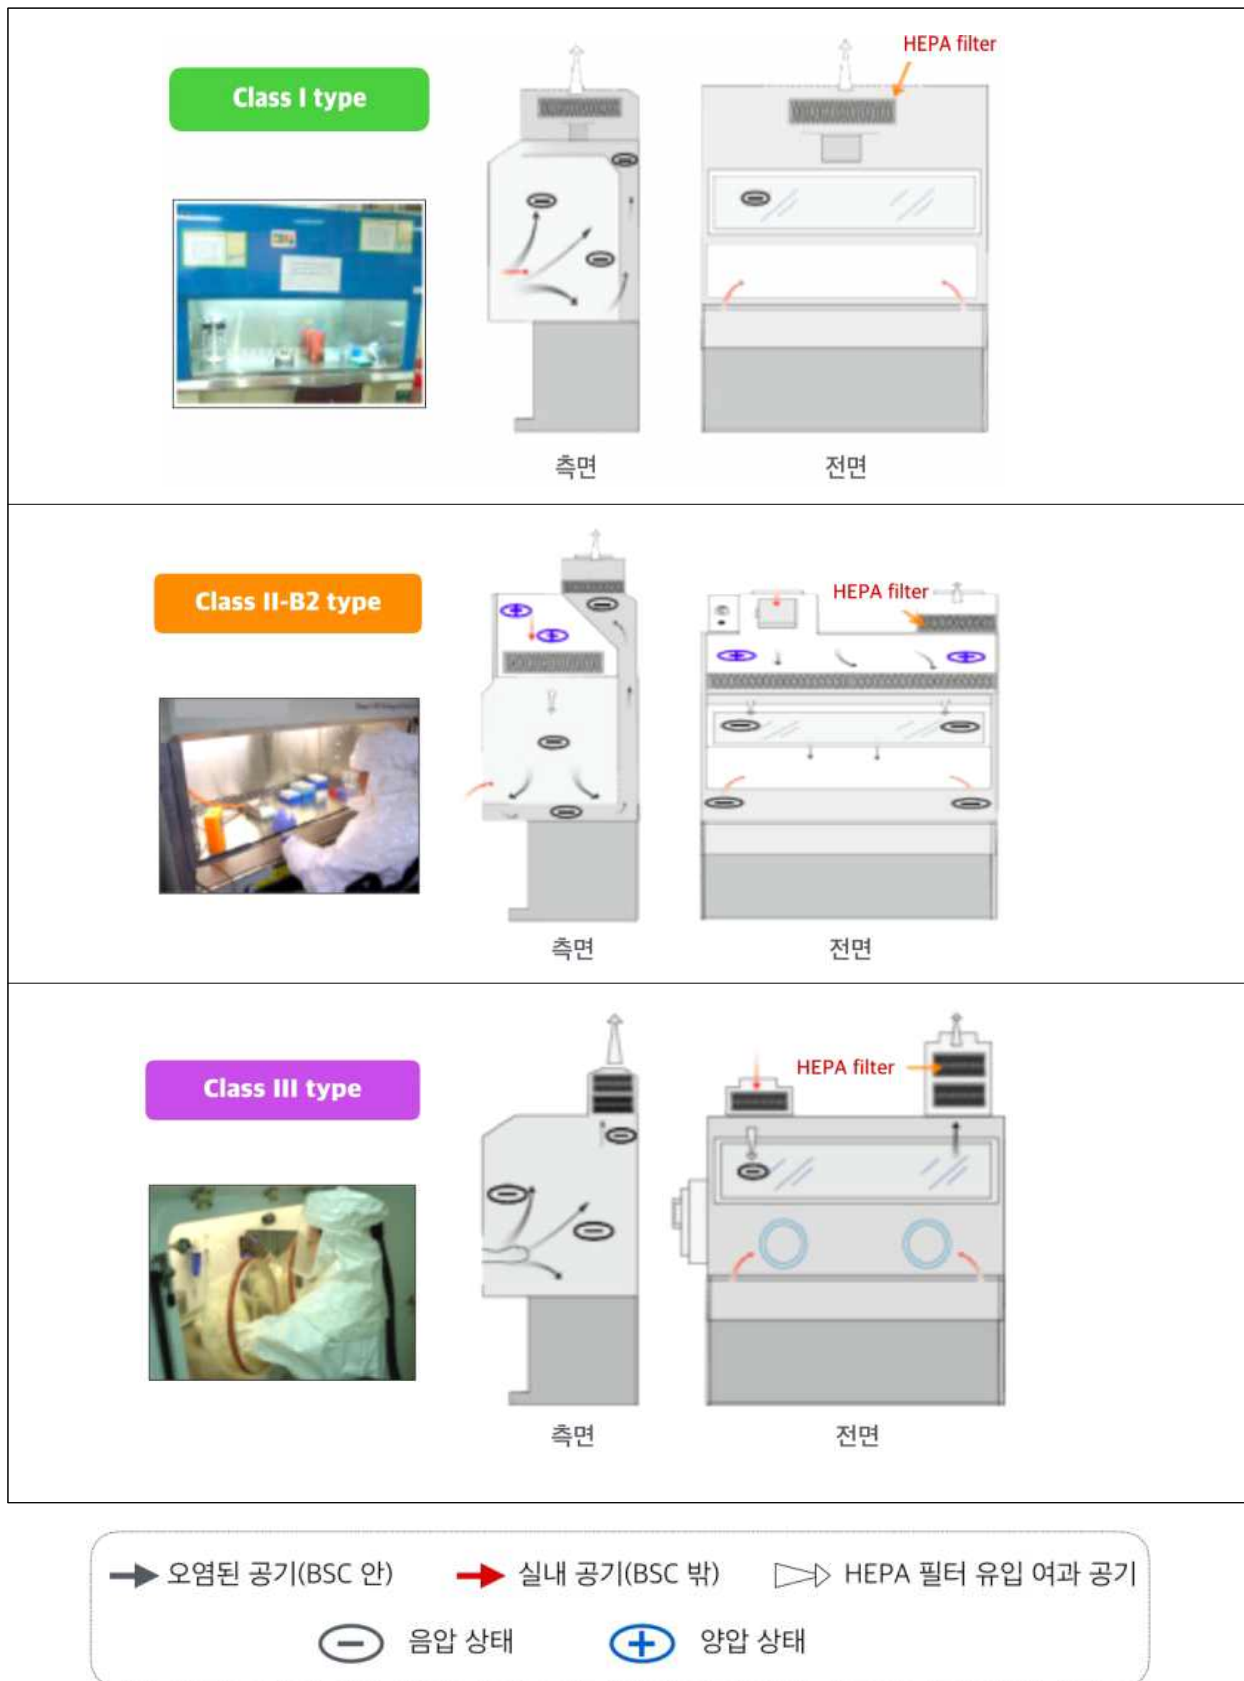 HEPA filter
Class I type
측면
전면
Class II-B2 type
HEPA filter
측면
전면
Class III type
HEPA filter
측면
전면
오염된 공기(BSC 안)
실내 공기(BSC 밖)
HEPA 필터 유입 여과 공기
음압 상태
양압 상태